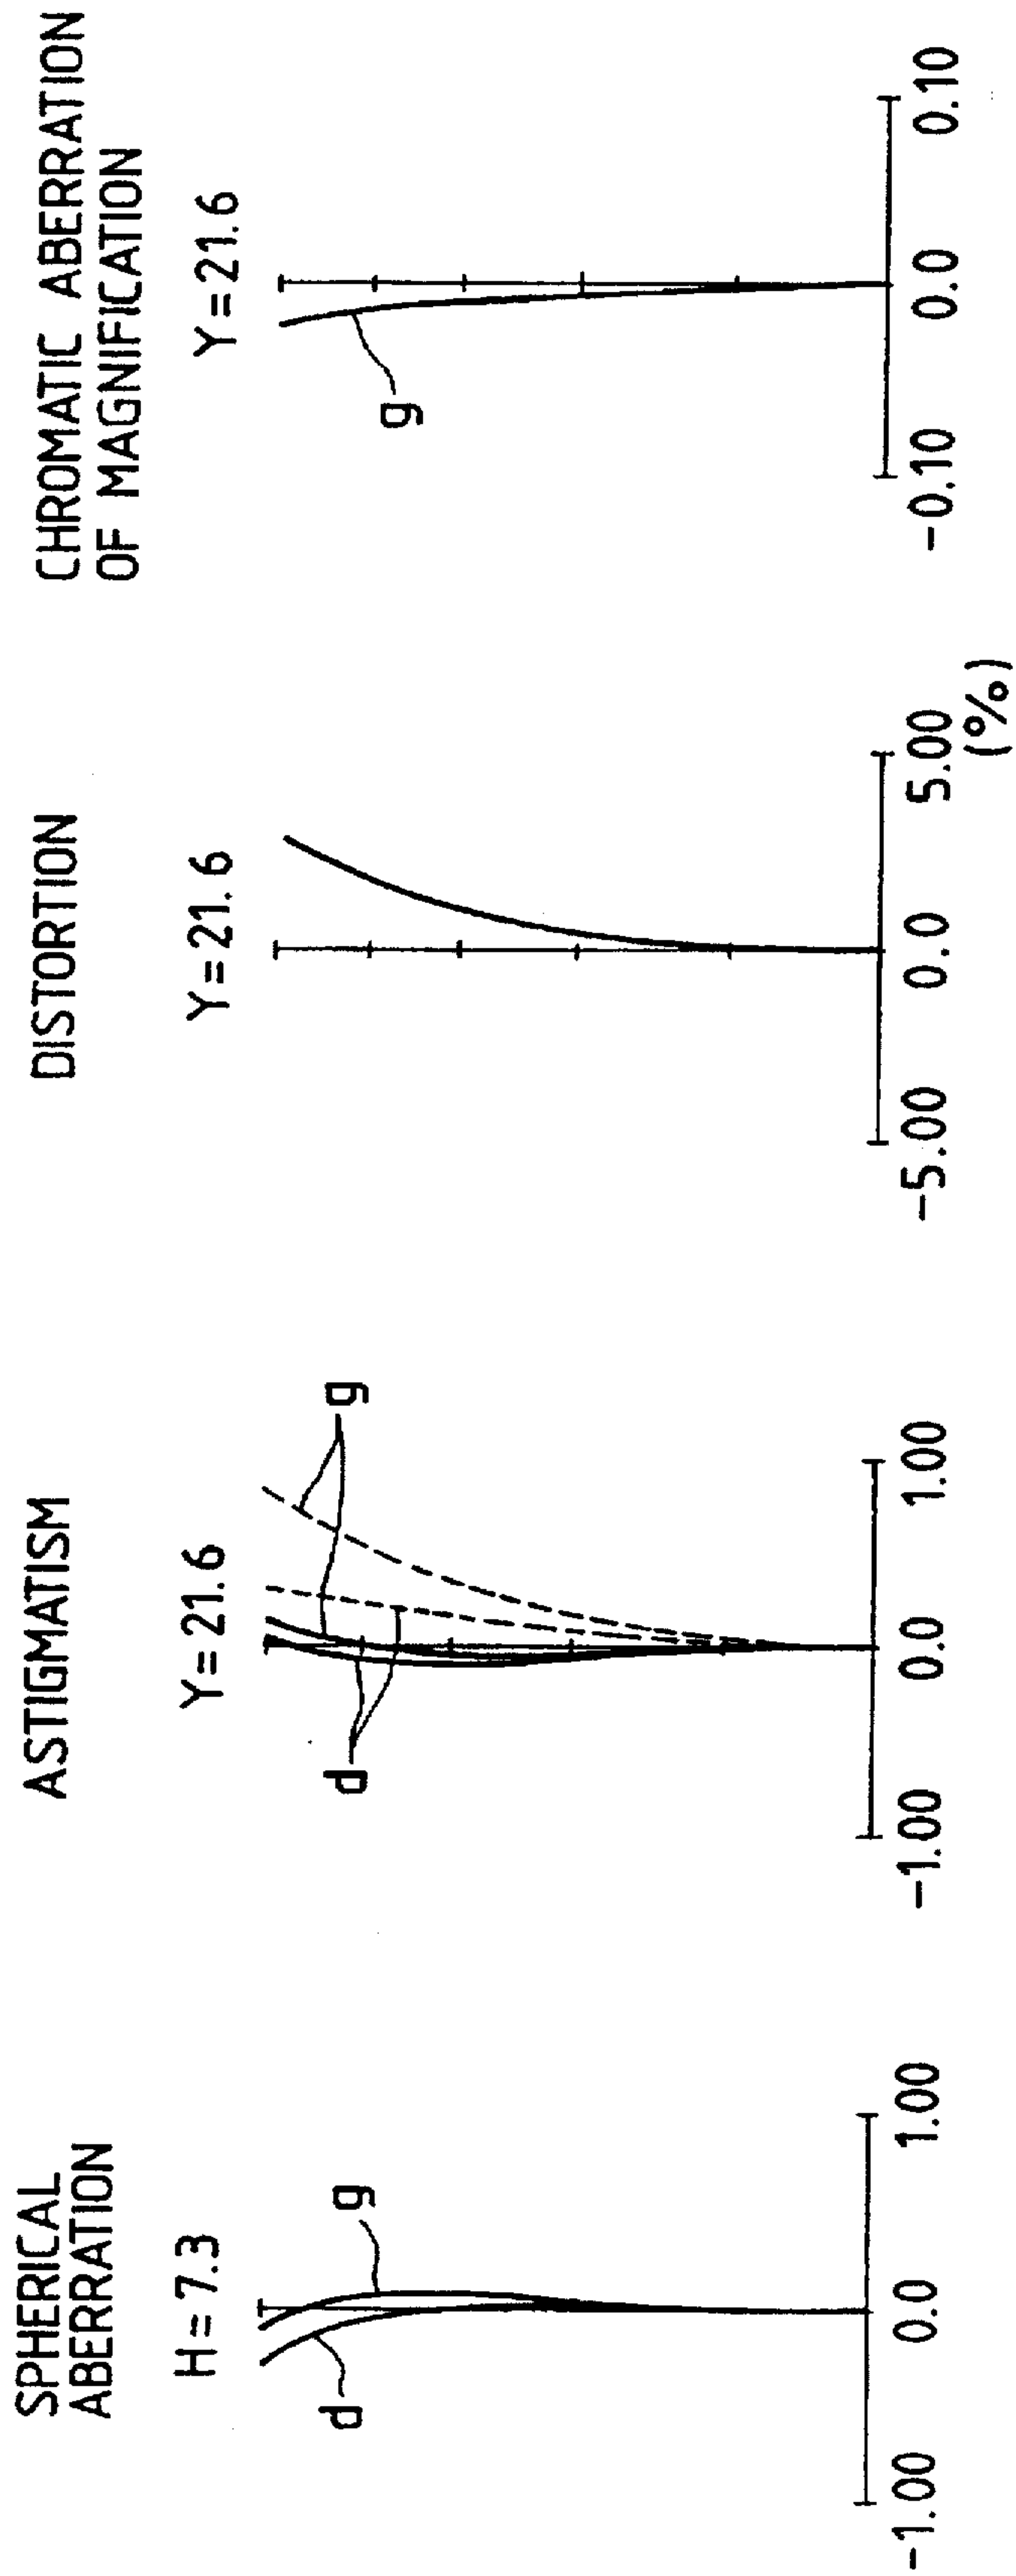 SPHERICAL
ABERRATION
H = 7.3
g
d
-1.00
0.0
1.00
ASTIGMATISM
Y = 21.6
g
d
-1.00
0.0
1.00
DISTORTION
Y = 21.6
-5.00
0.0
5.00
(%)
CHROMATIC ABERRATION
OF MAGNIFICATION
Y = 21.6
g
-0.10
0.0
0.10